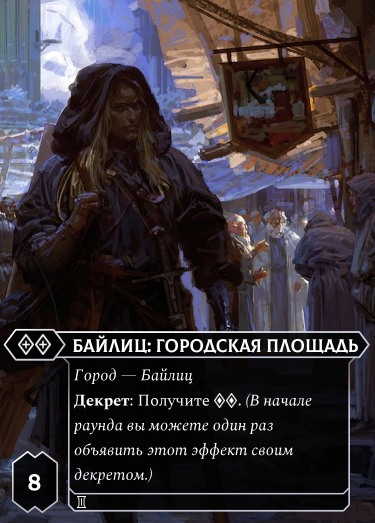 БАЙЛИЦ: ГОРОДСКАЯ ПЛОЩАДЬ
Город — Байлиц
Декрет: Получите . (В начале
раунда вы можете один раз
объявить этот эффект своим
декретом.)
8